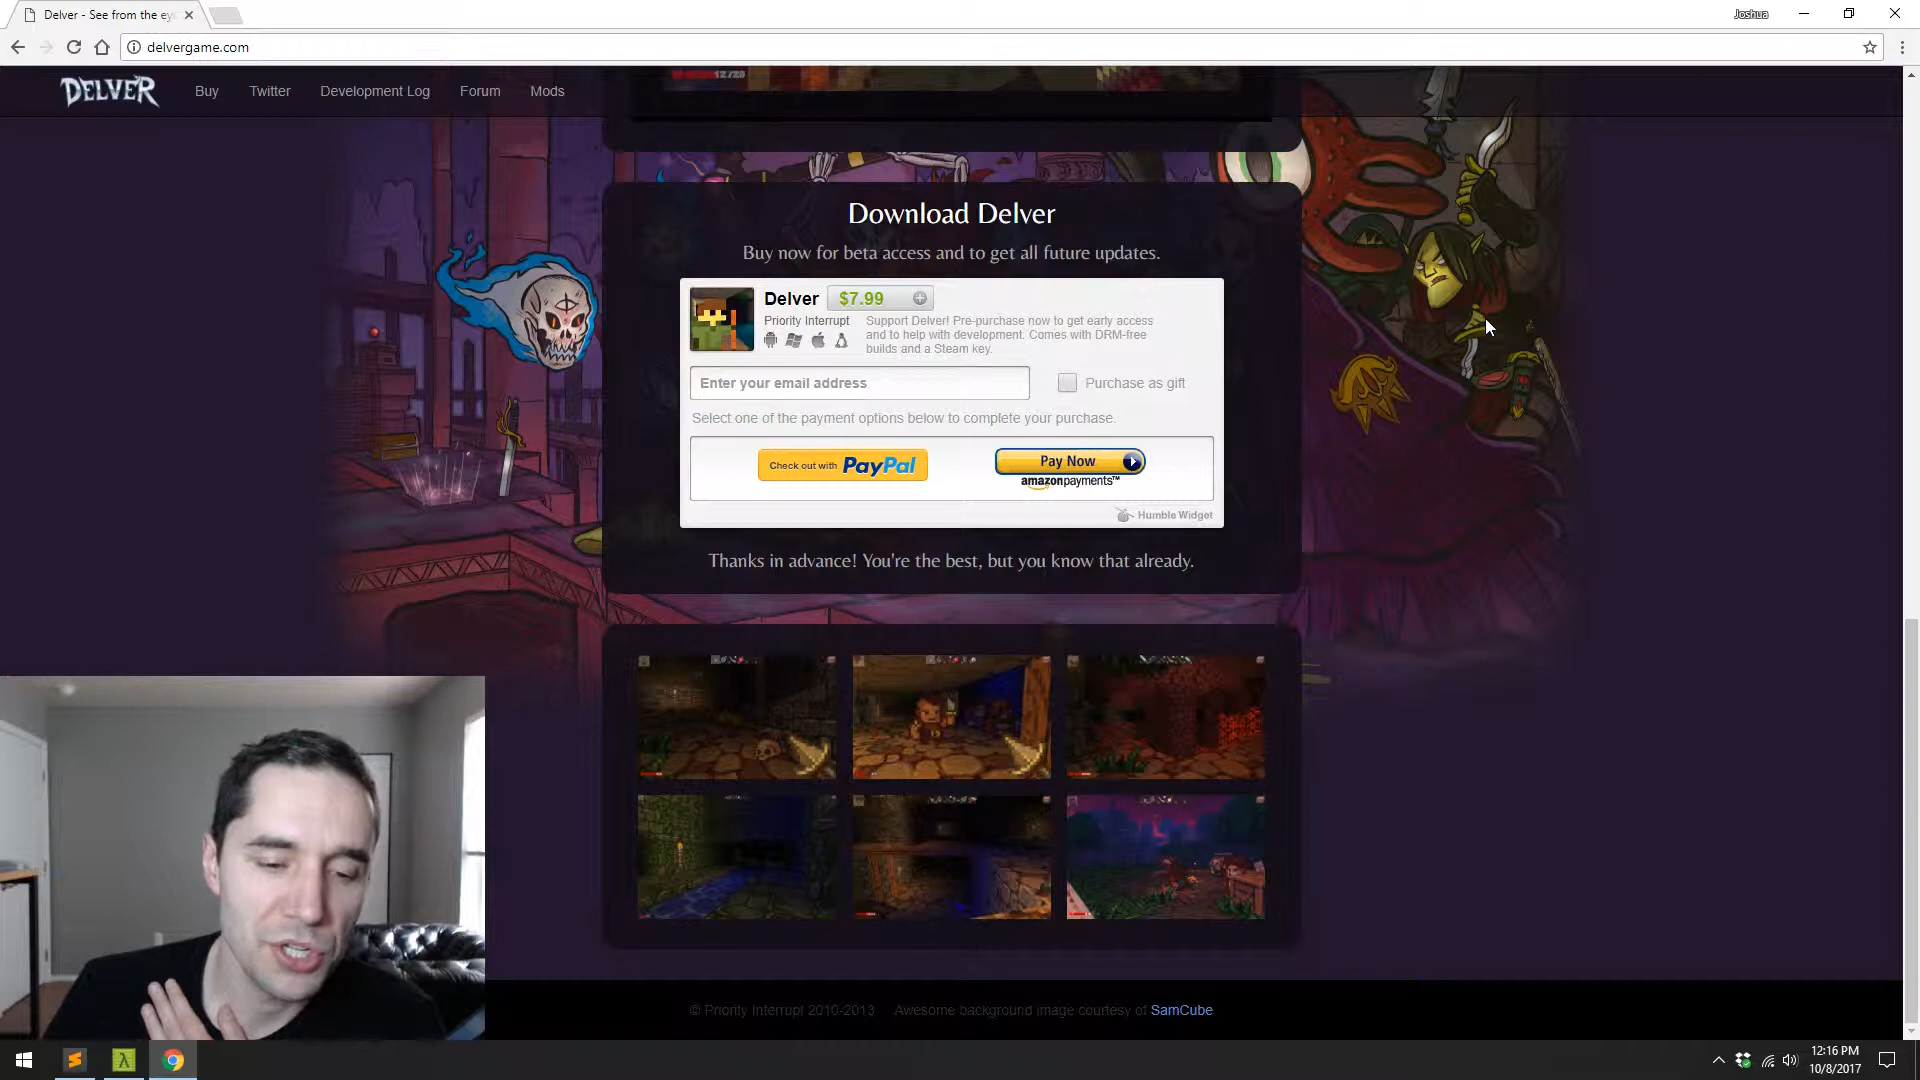 Delver - See from the ey
Joshua
delvergame.com
DELVER
Buy
Twitter
Development Log
Forum
Mods
12/20
Download Delver
Buy now for beta access and to get all future updates.
Delver
$7.99
Priority Interrupt
Support Delver! Pre-purchase now to get early access
and to help with development. Comes with DRM-free
builds and a Steam key.
Enter your email address
Purchase as gift
Select one of the payment options below to complete your purchase.
Check out with PayPal
Pay Now
amazonpayments™
Humble Widget
Thanks in advance! You're the best, but you know that already.
© Priority Interrupt 2010-2013
Awesome background image courtesy of SamCube
12:16 PM
10/8/2017